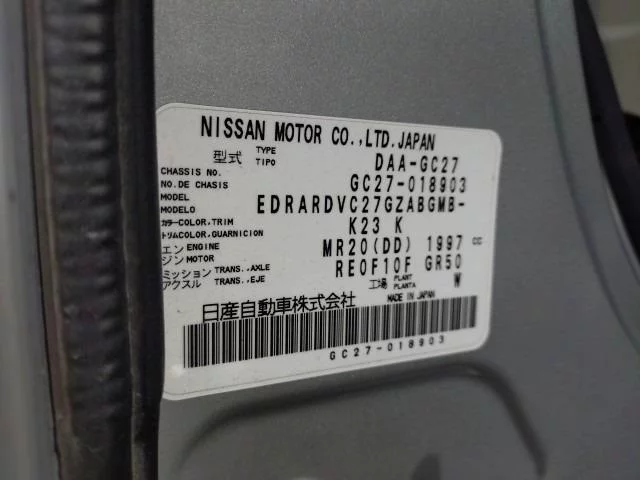 NISSAN MOTOR CO.,LTD.JAPAN
型式 TYPE TIPO DAA-GC27
CHASSIS NO. NO.DE CHASIS GC27-018903
MODEL MODELO EDRARDVC27GZABGMB-
カラー COLOR,TRIM トリム COLOR,GUARNICION K23 K
エンジン ENGINE MOTOR MR20(DD) 1997 CC
ミッション TRANS.,AXLE アクスル TRANS.,EJE RE0F10F GR50
工場 PLANT PLANTA W
日産自動車株式会社 MADE IN JAPAN
GC27-018903